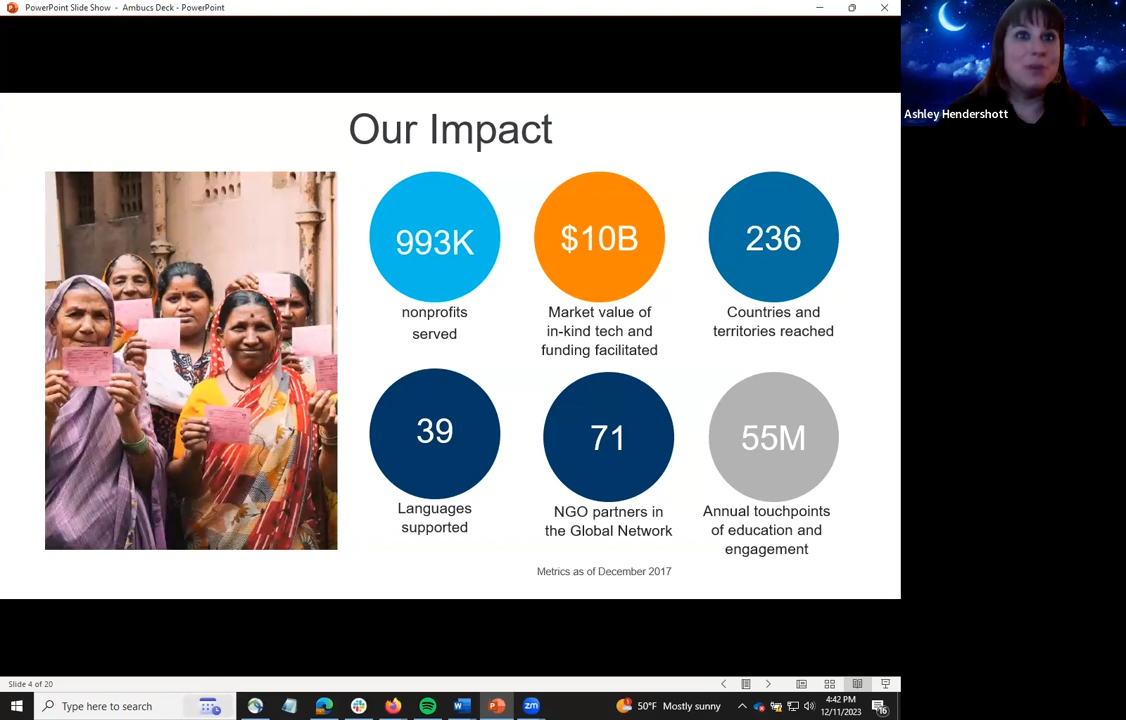 PowerPoint Slide Show - Ambucs Deck - PowerPoint
Ashley Hendershott
Our Impact
993K
nonprofits
served
$10B
Market value of
in-kind tech and
funding facilitated
236
Countries and
territories reached
39
Languages
supported
71
NGO partners in
the Global Network
55M
Annual touchpoints
of education and
engagement
Metrics as of December 2017
Slide 4 of 20
Type here to search
zm
50°F Mostly sunny
4:42 PM
12/11/2023
16